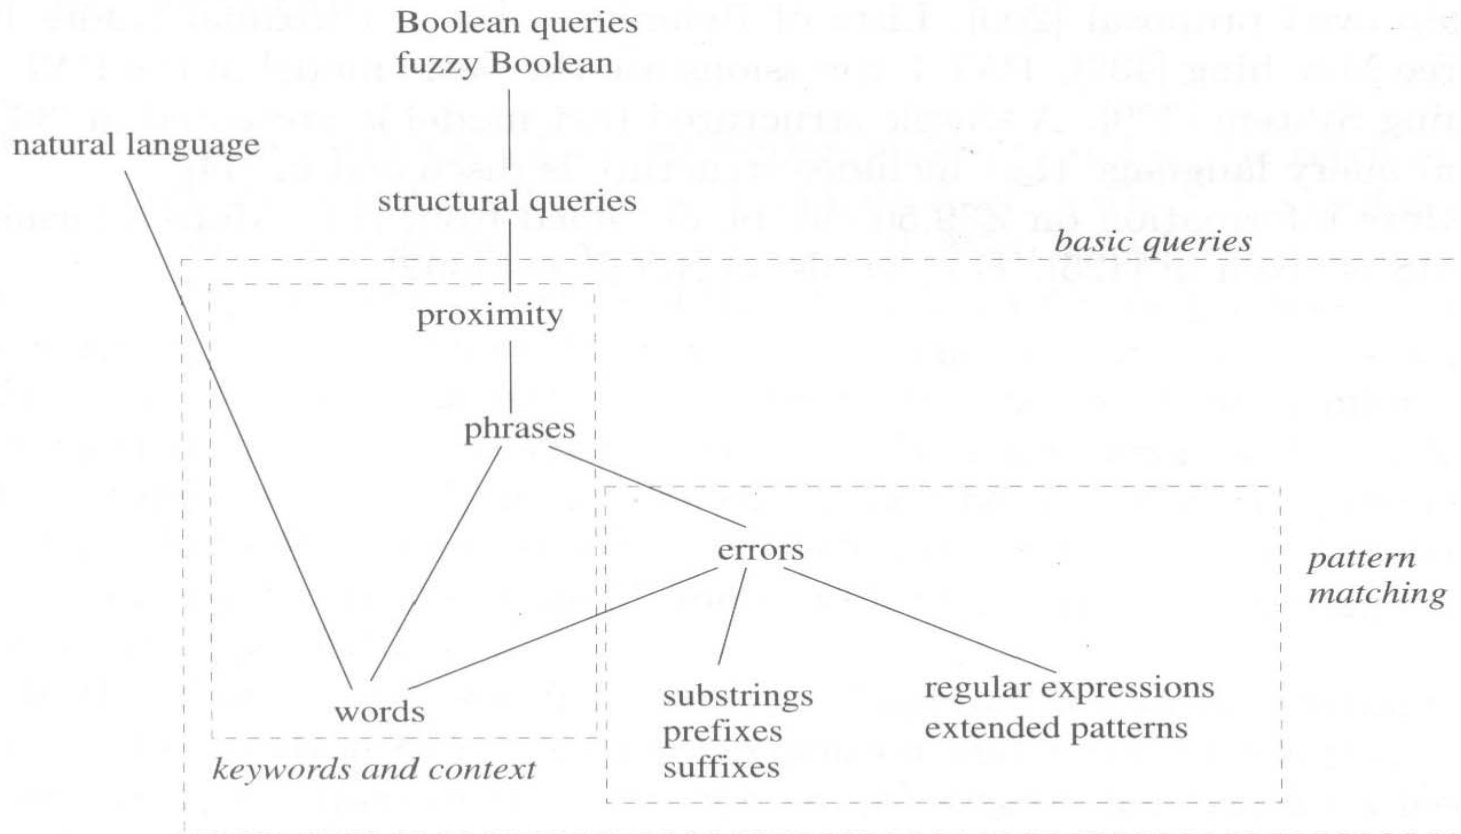 Boolean queries
fuzzy Boolean
natural language
structural queries
basic queries
proximity
phrases
errors
pattern
matching
substrings
prefixes
suffixes
regular expressions
extended patterns
words
keywords and context